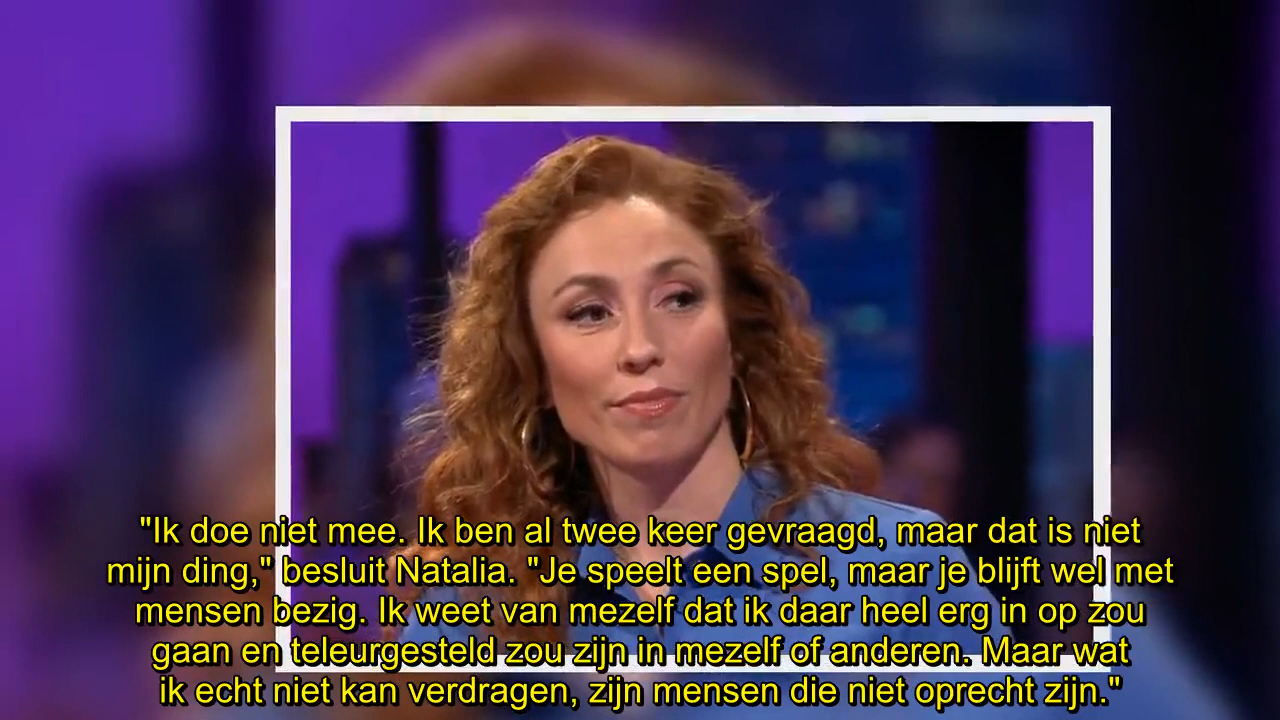 "Ik doe niet mee. Ik ben al twee keer gevraagd, maar dat is niet
mijn ding," besluit Natalia. "Je speelt een spel, maar je blijft wel met
mensen bezig. Ik weet van mezelf dat ik daar heel erg in op zou
gaan en teleurgesteld zou zijn in mezelf of anderen. Maar wat
ik echt niet kan verdragen, zijn mensen die niet oprecht zijn."